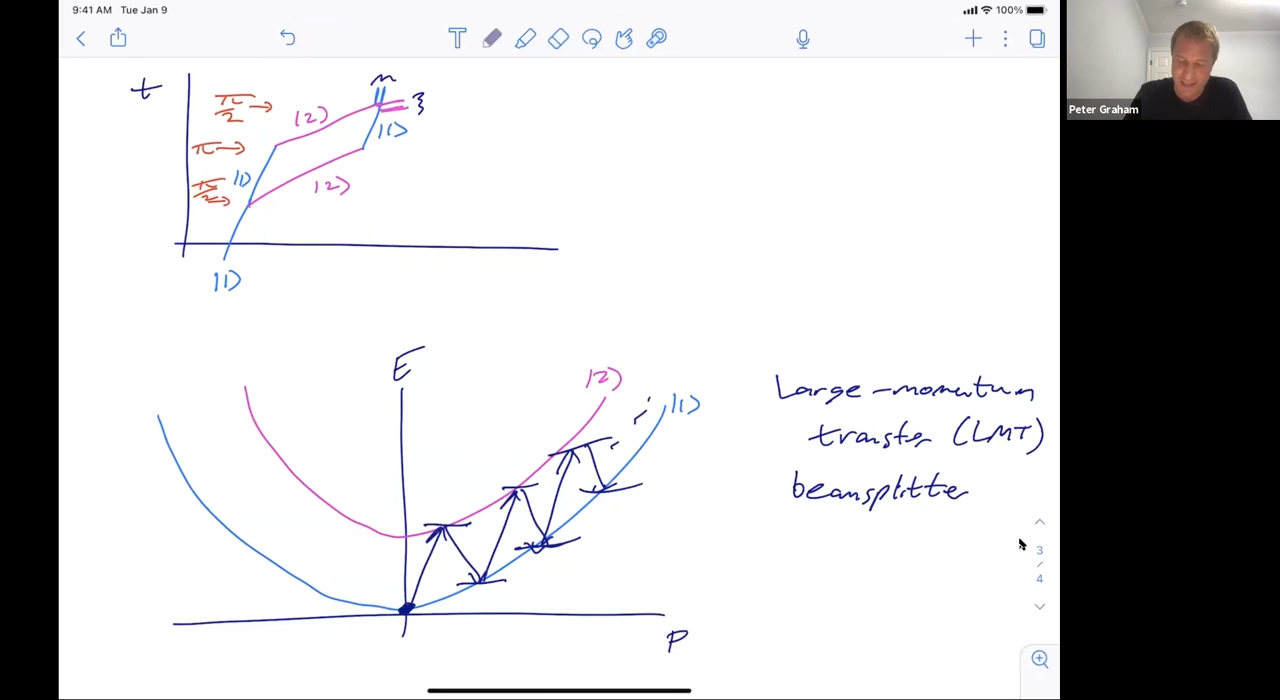 9:41 AM Tue Jan 9
100%
Peter Graham
t
π/2 →
|2⟩
|1⟩
π →
π/2 →
|1⟩
|2⟩
|1⟩
E
|2⟩
|1⟩
P
Large-momentum
transfer (LMT)
beamsplitter
3
/
4